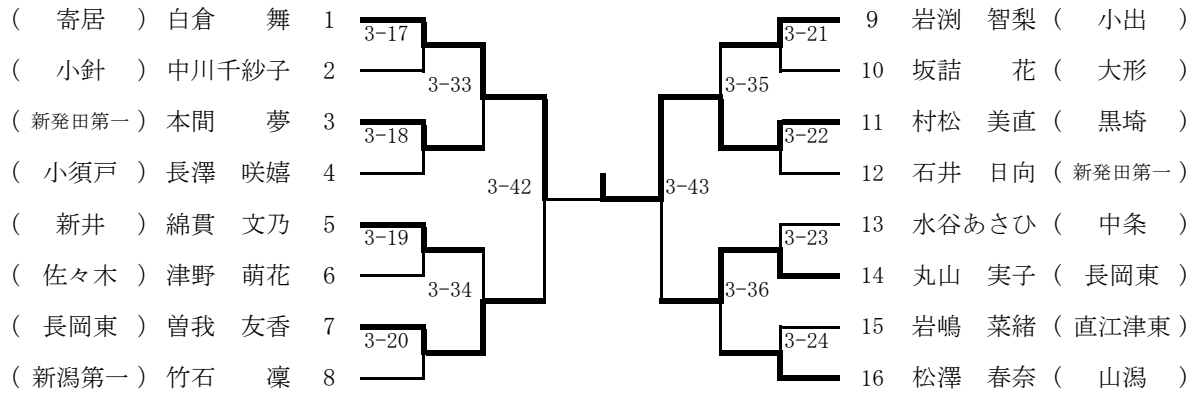 ( 寄居 ) 白倉 舞 1
3-17
( 小針 ) 中川千紗子 2
3-33
( 新発田第一 ) 本間 夢 3
3-18
( 小須戸 ) 長澤 咲嬉 4
3-42
( 新井 ) 綿貫 文乃 5
3-19
( 佐々木 ) 津野 萌花 6
3-34
( 長岡東 ) 曽我 友香 7
3-20
( 新潟第一 ) 竹石 凜 8
9 岩渕 智梨 ( 小出 )
3-21
10 坂詰 花 ( 大形 )
3-35
11 村松 美直 ( 黒埼 )
3-22
12 石井 日向 ( 新発田第一 )
3-43
13 水谷あさひ ( 中条 )
3-23
14 丸山 実子 ( 長岡東 )
3-36
15 岩嶋 菜緒 ( 直江津東 )
3-24
16 松澤 春奈 ( 山潟 )